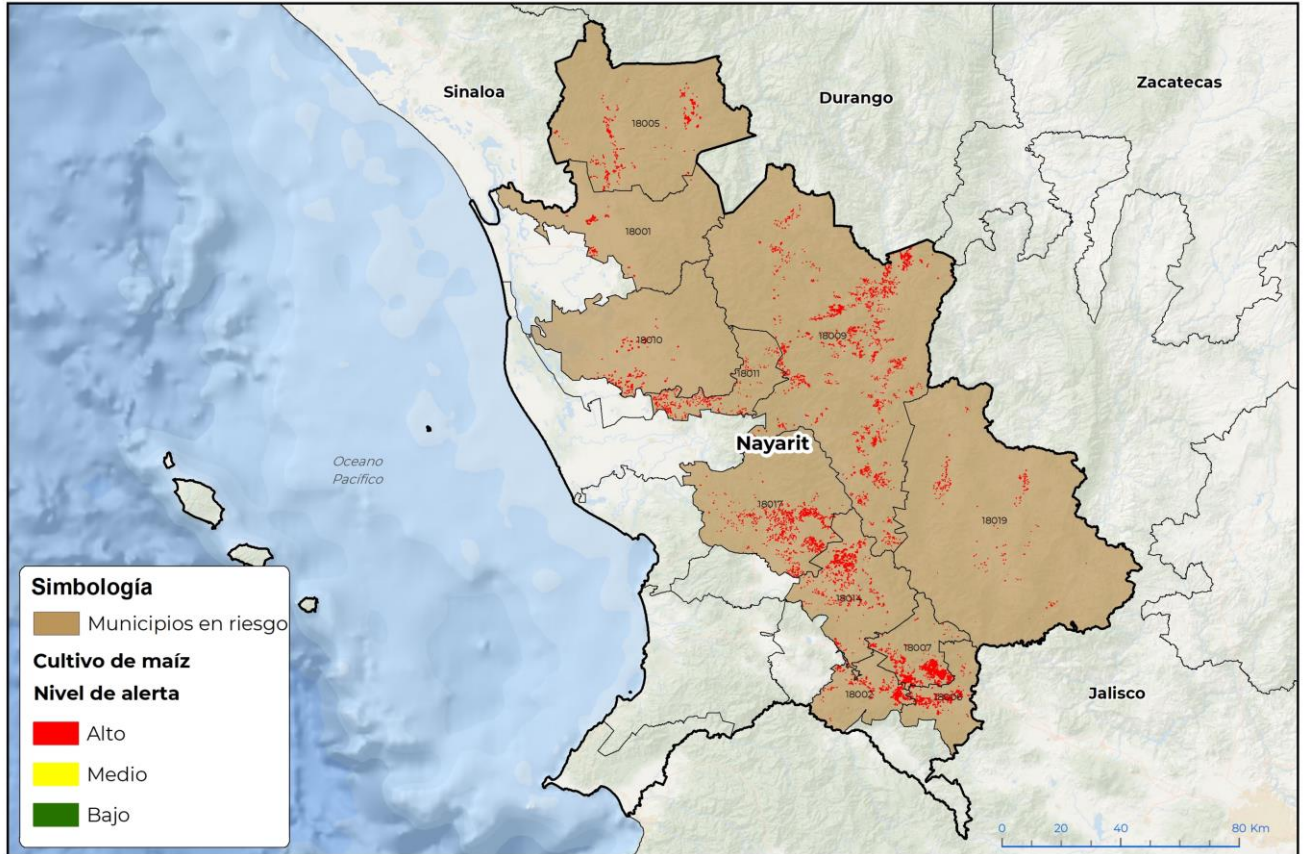 Sinaloa
Durango
Zacatecas
18005
18001
18009
18010
18011
Nayarit
Oceano
Pacífico
18017
18019
18014
18007
18002
Jalisco
Simbología
Municipios en riesgo
Cultivo de maíz
Nivel de alerta
Alto
Medio
Bajo
0 20 40 80 Km